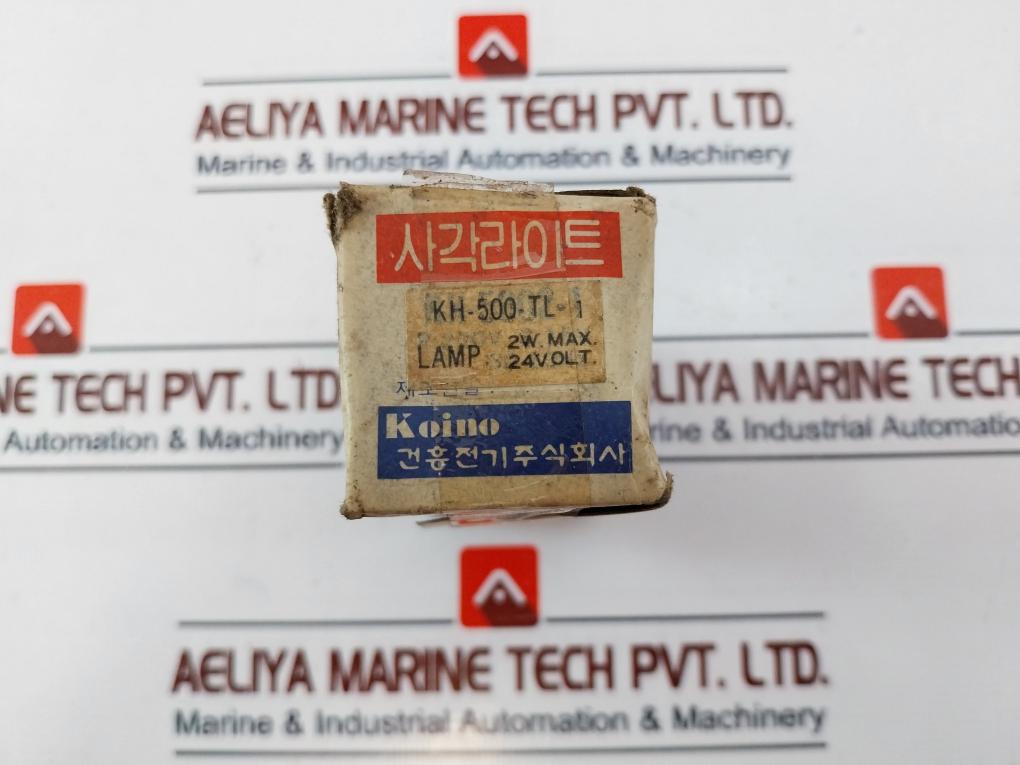 AELIYA MARINE TECH PVT. LTD.
Marine & Industrial Automation & Machinery
사각라이트
KH-500-TL-1
LAMP 2W. MAX.
24VOLT.
Koino
건흥전기주식회사
NE TECH PVT. LTD.
Automation & Machinery
ELIYA MARINE TECH
ine & Industrial Automation
AELIYA MARINE TECH PVT. LTD.
Marine & Industrial Automation & Machinery